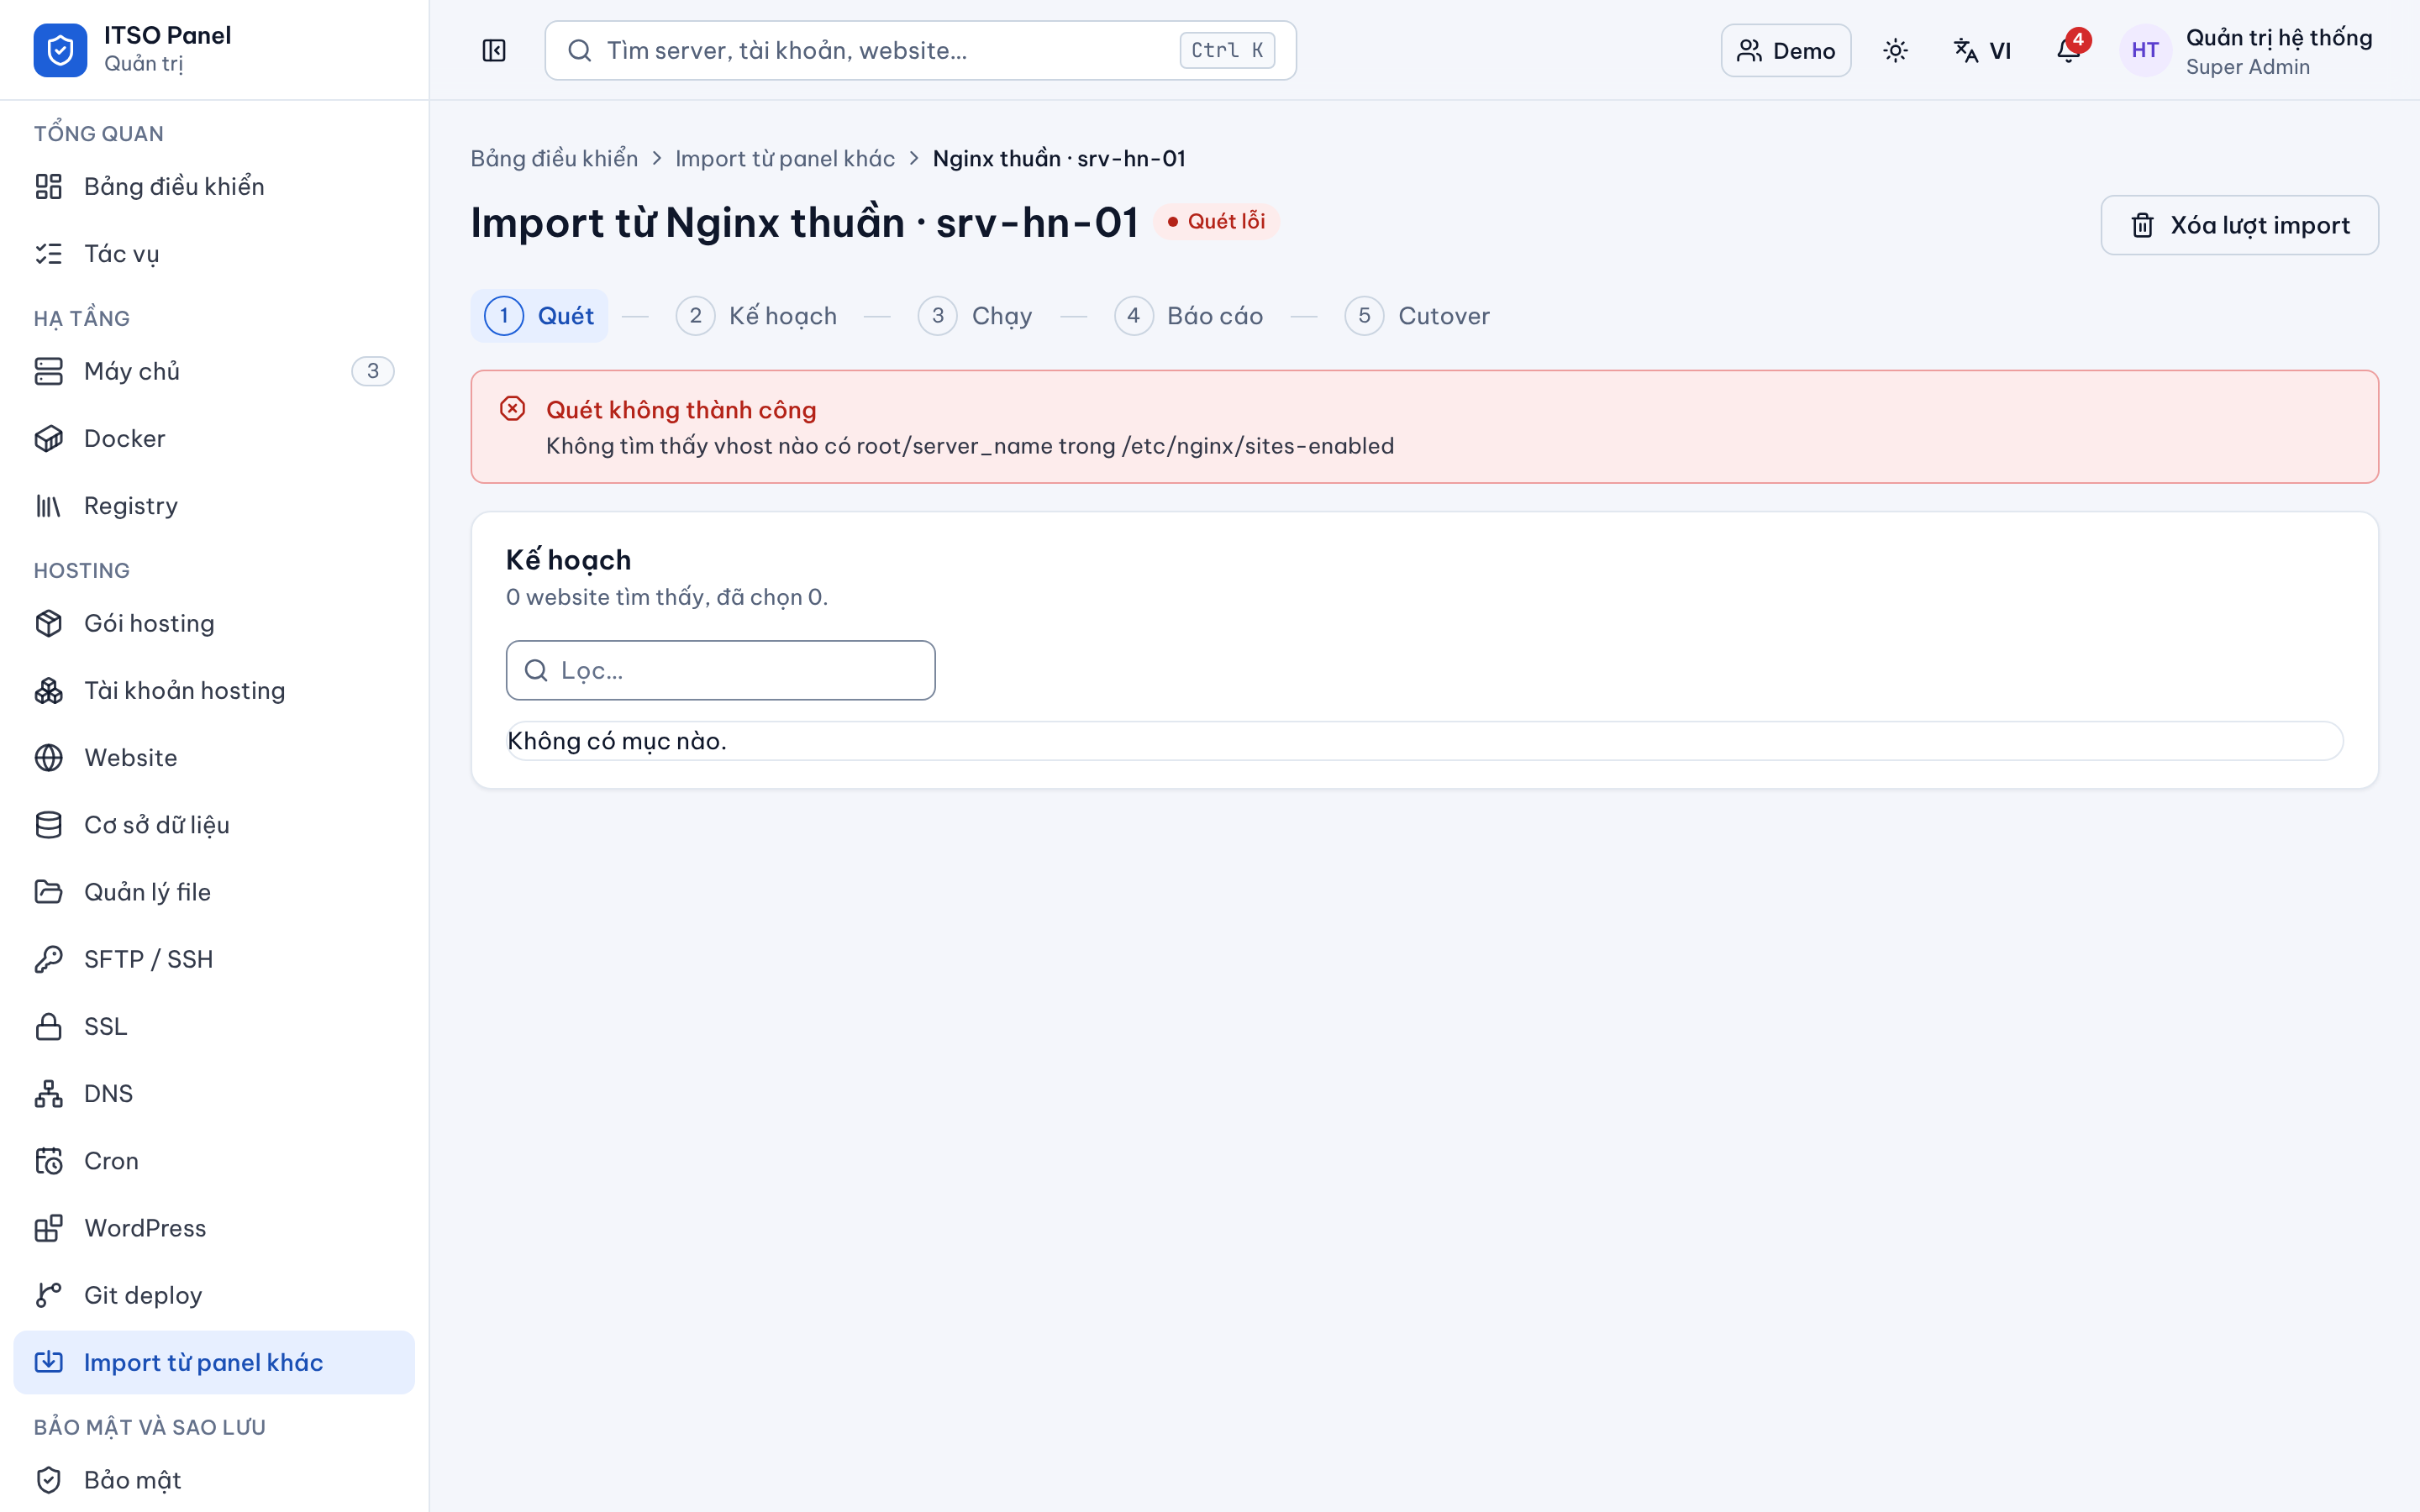 ITSO Panel
Quản trị
Tìm server, tài khoản, website...
Ctrl K
Demo
VI
4
HT
Quản trị hệ thống
Super Admin
TỔNG QUAN
Bảng điều khiển
Tác vụ
HẠ TẦNG
Máy chủ
3
Docker
Registry
HOSTING
Gói hosting
Tài khoản hosting
Website
Cơ sở dữ liệu
Quản lý file
SFTP / SSH
SSL
DNS
Cron
WordPress
Git deploy
Import từ panel khác
BẢO MẬT VÀ SAO LƯU
Bảo mật
Bảng điều khiển > Import từ panel khác > Nginx thuần · srv-hn-01
Import từ Nginx thuần · srv-hn-01
Quét lỗi
Xóa lượt import
1 Quét — 2 Kế hoạch — 3 Chạy — 4 Báo cáo — 5 Cutover
Quét không thành công
Không tìm thấy vhost nào có root/server_name trong /etc/nginx/sites-enabled
Kế hoạch
0 website tìm thấy, đã chọn 0.
Lọc...
Không có mục nào.